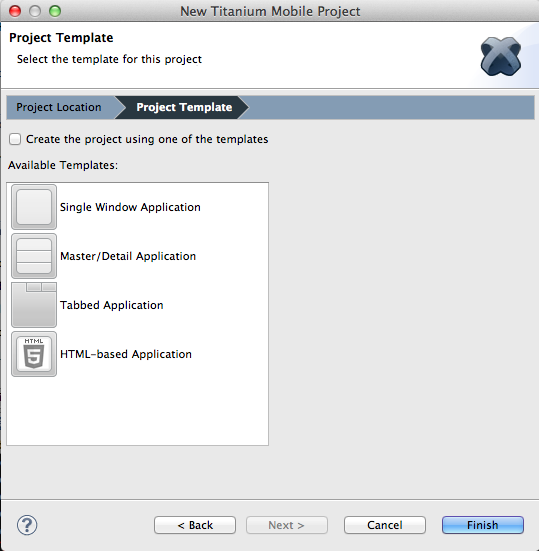 New Titanium Mobile Project
Project Template
Select the template for this project
Project Location
Project Template
Create the project using one of the templates
Available Templates:
Single Window Application
Master/Detail Application
Tabbed Application
HTML
5
HTML-based Application
?
< Back
Next >
Cancel
Finish